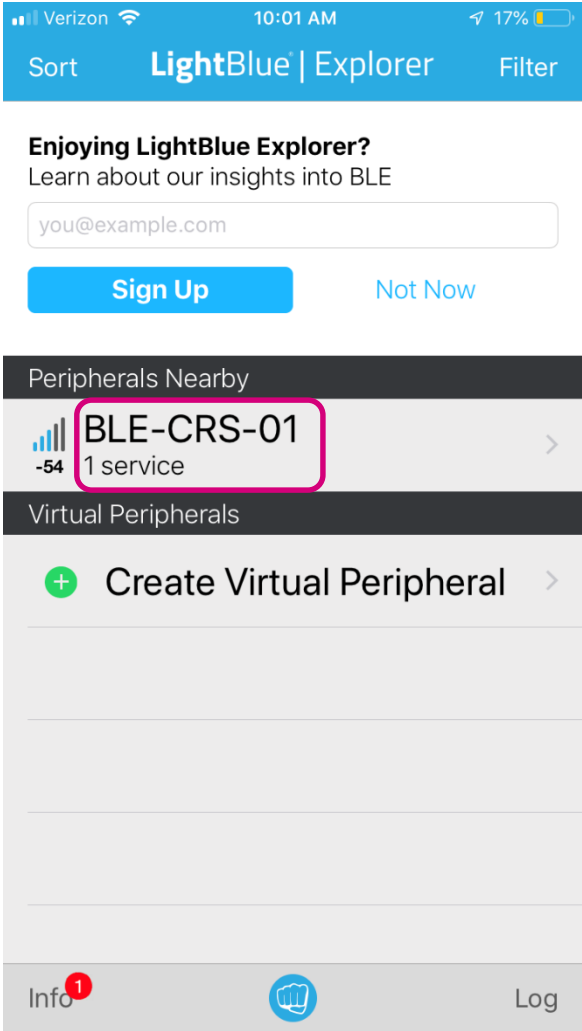 Verizon 10:01 AM 17%
Sort LightBlue | Explorer Filter
Enjoying LightBlue Explorer?
Learn about our insights into BLE
you@example.com
Sign Up Not Now
Peripherals Nearby
BLE-CRS-01
-54 1 service
Virtual Peripherals
Create Virtual Peripheral
Info 1 Log